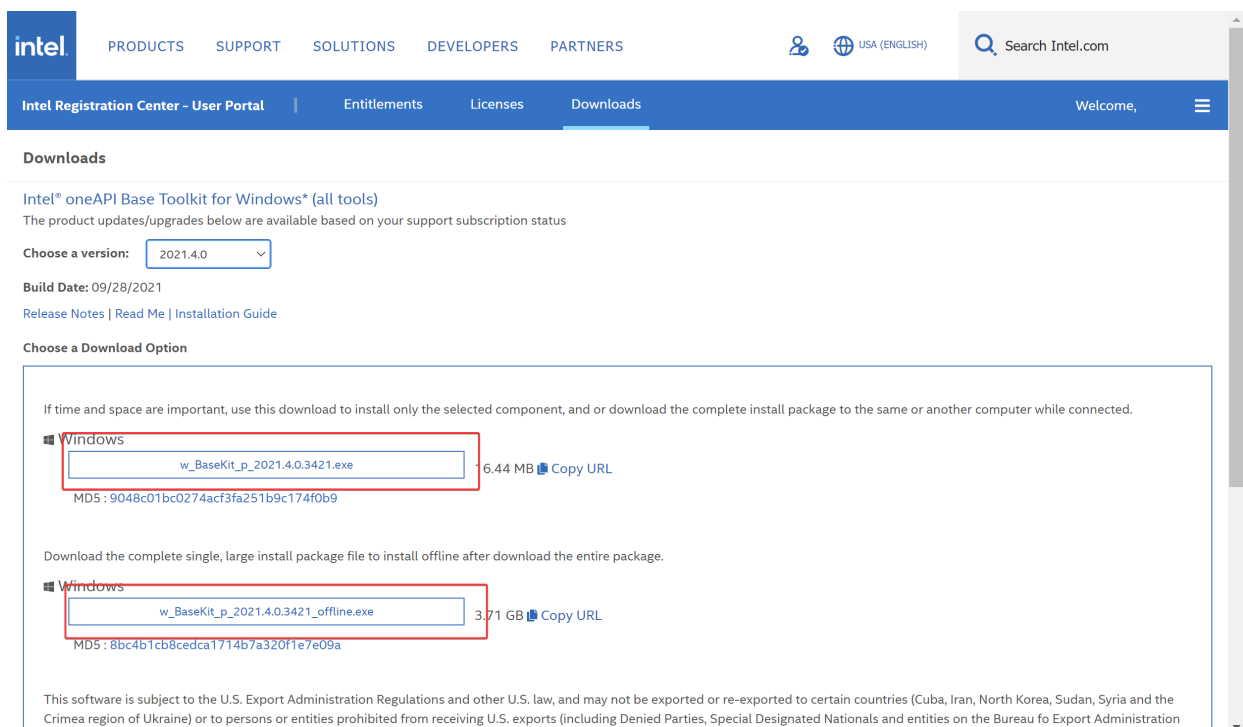 intel.
PRODUCTS SUPPORT SOLUTIONS DEVELOPERS PARTNERS USA (ENGLISH) Search Intel.com
Intel Registration Center - User Portal | Entitlements Licenses Downloads Welcome,
Downloads
Intel® oneAPI Base Toolkit for Windows* (all tools)
The product updates/upgrades below are available based on your support subscription status
Choose a version: 2021.4.0
Build Date: 09/28/2021
Release Notes | Read Me | Installation Guide
Choose a Download Option
If time and space are important, use this download to install only the selected component, and or download the complete install package to the same or another computer while connected.
Windows
w_BaseKit_p_2021.4.0.3421.exe 6.44 MB Copy URL
MD5 : 9048c01bc0274acf3fa251b9c174f0b9
Download the complete single, large install package file to install offline after download the entire package.
Windows
w_BaseKit_p_2021.4.0.3421_offline.exe 3.71 GB Copy URL
MD5 : 8bc4b1cb8cedca1714b7a320f1e7e09a
This software is subject to the U.S. Export Administration Regulations and other U.S. law, and may not be exported or re-exported to certain countries (Cuba, Iran, North Korea, Sudan, Syria and the
Crimea region of Ukraine) or to persons or entities prohibited from receiving U.S. exports (including Denied Parties, Special Designated Nationals and entities on the Bureau fo Export Administration